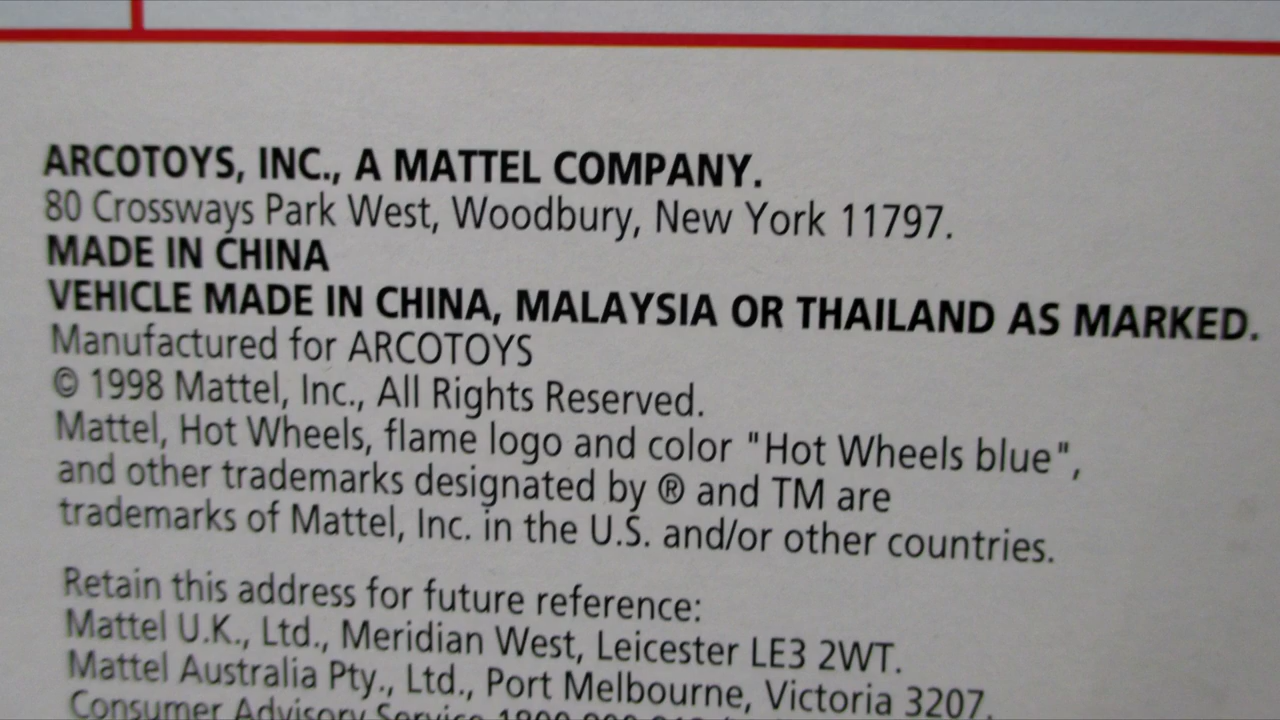 ARCOTOYS, INC., A MATTEL COMPANY.
80 Crossways Park West, Woodbury, New York 11797.
MADE IN CHINA
VEHICLE MADE IN CHINA, MALAYSIA OR THAILAND AS MARKED.
Manufactured for ARCOTOYS
© 1998 Mattel, Inc., All Rights Reserved.
Mattel, Hot Wheels, flame logo and color "Hot Wheels blue",
and other trademarks designated by ® and TM are
trademarks of Mattel, Inc. in the U.S. and/or other countries.
Retain this address for future reference:
Mattel U.K., Ltd., Meridian West, Leicester LE3 2WT.
Mattel Australia Pty., Ltd., Port Melbourne, Victoria 3207.
Consumer Advisory Service 1800 800